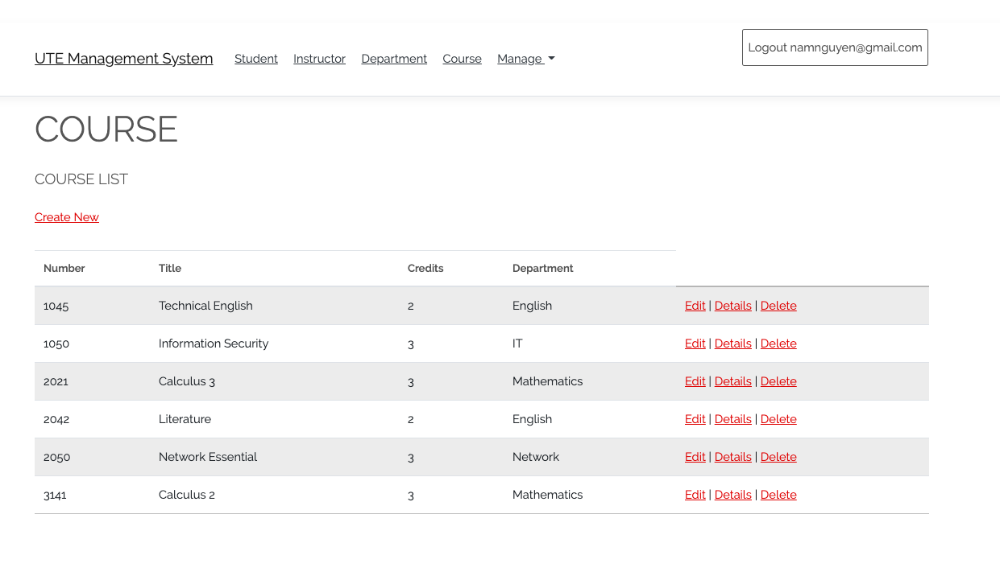 UTE Management System Student Instructor Department Course Manage Logout namnguyen@gmail.com
COURSE
COURSE LIST
Create New
Number Title Credits Department
1045 Technical English 2 English Edit | Details | Delete
1050 Information Security 3 IT Edit | Details | Delete
2021 Calculus 3 3 Mathematics Edit | Details | Delete
2042 Literature 2 English Edit | Details | Delete
2050 Network Essential 3 Network Edit | Details | Delete
3141 Calculus 2 3 Mathematics Edit | Details | Delete